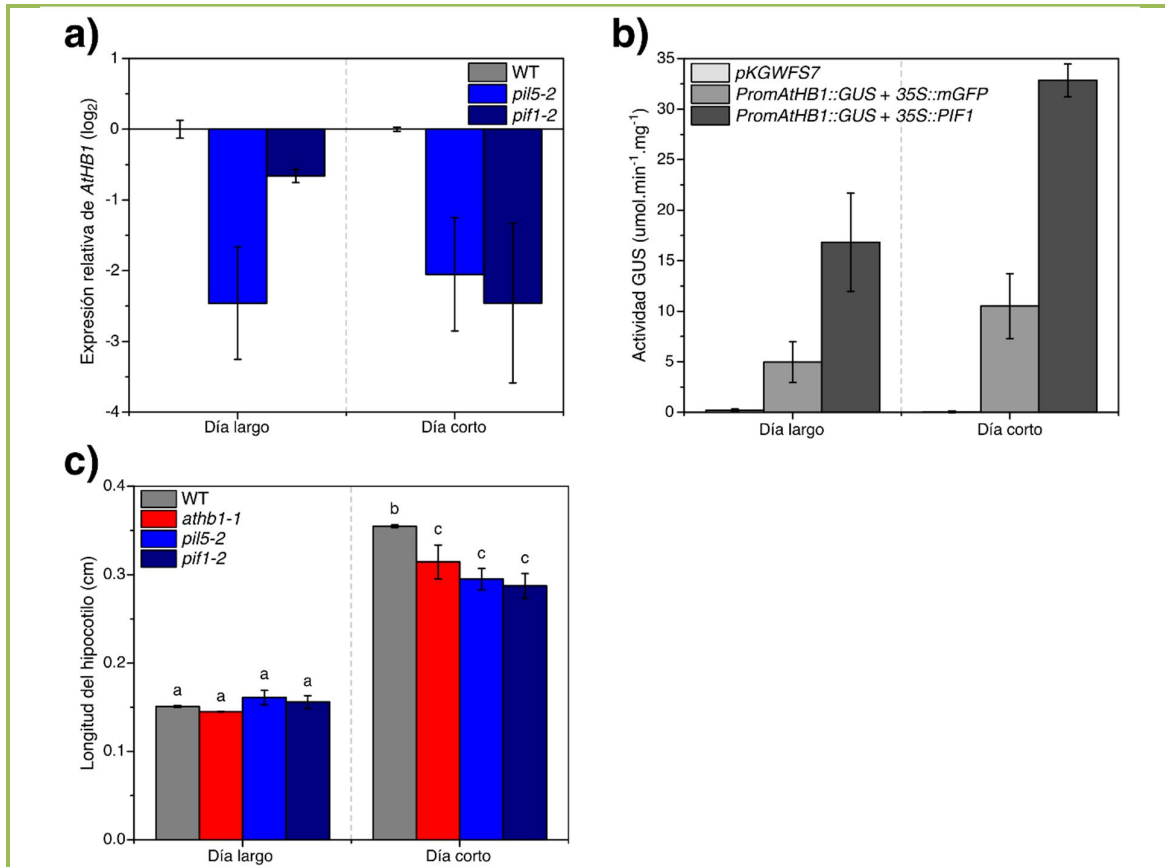 a)
Expresión relativa de AtHB1 (log2)
1
0
-1
-2
-3
-4
WT
pil5-2
pif1-2
Día largo
Día corto
b)
Actividad GUS (umol.min-1.mg-1)
35
30
25
20
15
10
5
0
pKGWFS7
PromAtHB1::GUS + 35S::mGFP
PromAtHB1::GUS + 35S::PIF1
Día largo
Día corto
c)
Longitud del hipocotilo (cm)
0.4
0.3
0.2
0.1
0.0
WT
athb1-1
pil5-2
pif1-2
a
a
a
a
b
c
c
c
Día largo
Día corto